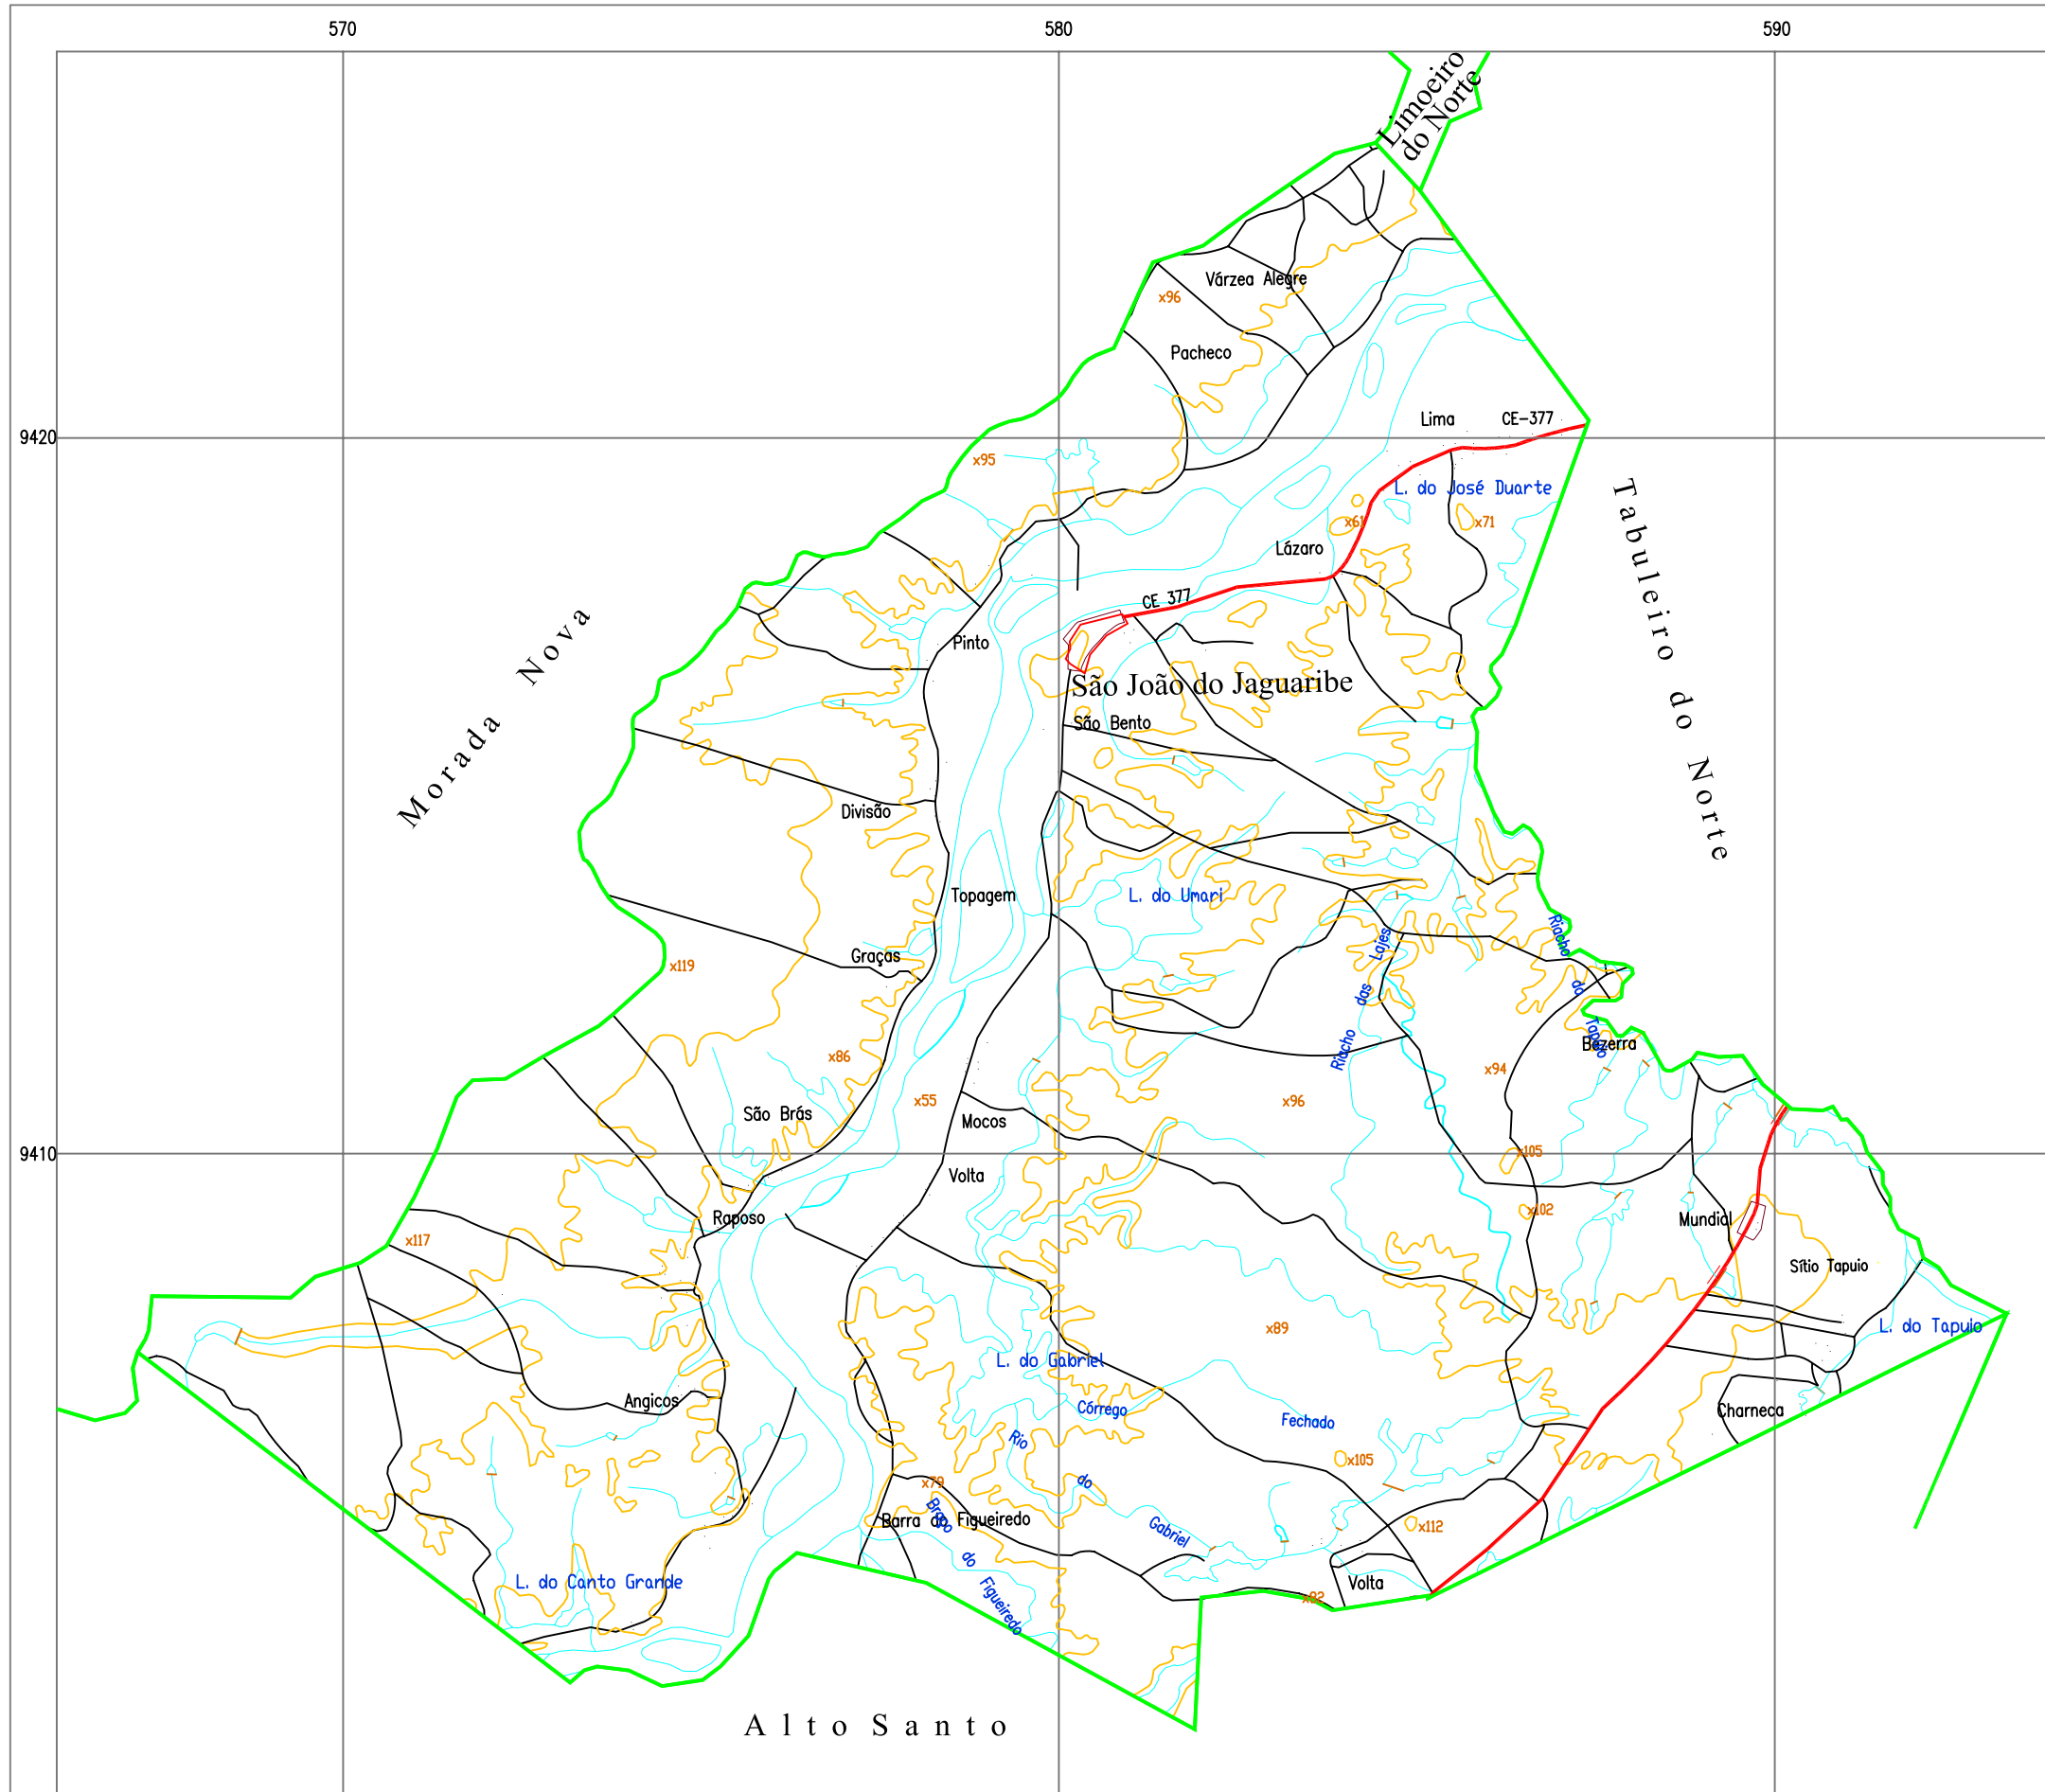 570
580
590
Limoeiro
do Norte
Várzea Alegre
x96
Pacheco
Lima
CE-377
9420
x95
L. do José Duarte
x61
x71
Lázaro
Tabuleiro do Norte
CE 377
Morada Nova
Pinto
São João do Jaguaribe
São Bento
Divisão
Topagem
L. do Umari
Riacho do Tapuio
Riacho das Lajes
Graças
x119
Bezerra
x86
x94
x55
x96
São Brás
Mocos
9410
x105
Volta
Raposo
x102
Mundial
x117
Sítio Tapuio
x89
L. do Tapuio
L. do Gabriel
Angicos
Córrego Fechado
Charneca
Rio do Gabriel
x105
x79
Barra do Figueiredo
Braço do Figueiredo
x112
L. do Canto Grande
Volta
x82
Alto Santo